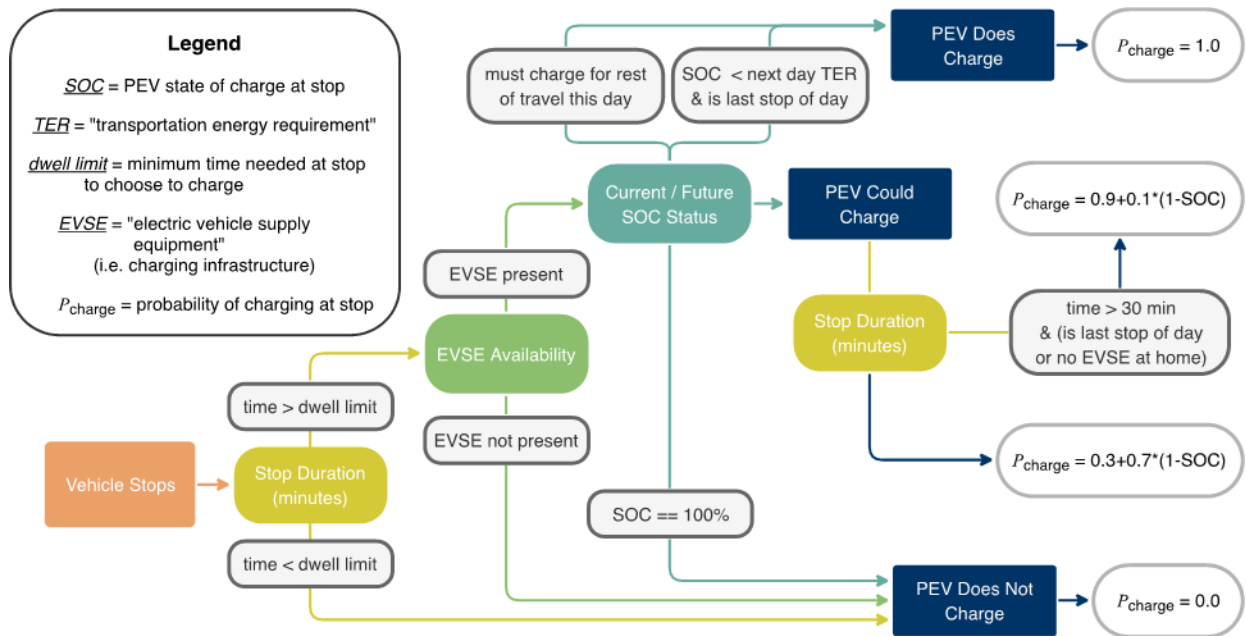 Legend
SOC = PEV state of charge at stop
TER = "transportation energy requirement"
dwell limit = minimum time needed at stop
to choose to charge
EVSE = "electric vehicle supply
equipment"
(i.e. charging infrastructure)
Pcharge = probability of charging at stop
Vehicle Stops
Stop Duration
(minutes)
time > dwell limit
time < dwell limit
EVSE Availability
EVSE present
EVSE not present
Current / Future
SOC Status
must charge for rest
of travel this day
SOC < next day TER
& is last stop of day
SOC == 100%
PEV Does
Charge
Pcharge = 1.0
PEV Could
Charge
Stop Duration
(minutes)
time > 30 min
& (is last stop of day
or no EVSE at home)
Pcharge = 0.9+0.1*(1-SOC)
Pcharge = 0.3+0.7*(1-SOC)
PEV Does Not
Charge
Pcharge = 0.0